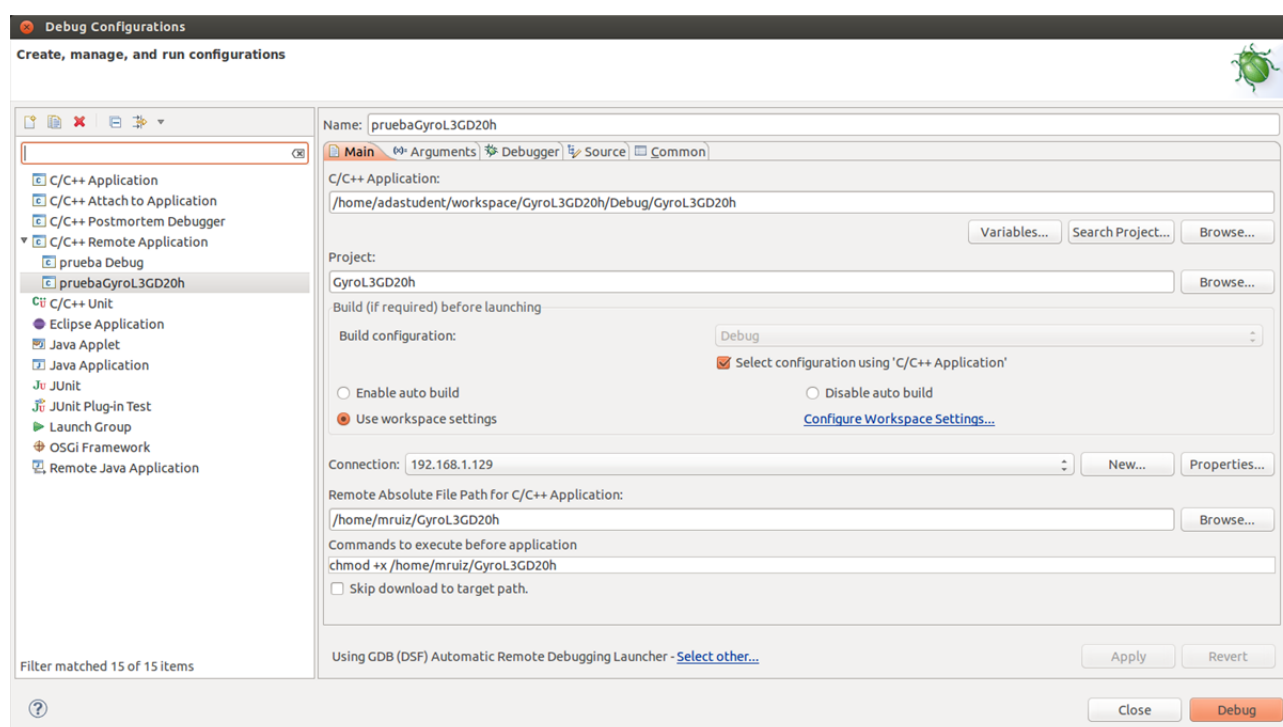 Debug Configurations
Create, manage, and run configurations
C/C++ Application
C/C++ Attach to Application
C/C++ Postmortem Debugger
C/C++ Remote Application
prueba Debug
pruebaGyroL3GD20h
C/C++ Unit
Eclipse Application
Java Applet
Java Application
JUnit
JUnit Plug-in Test
Launch Group
OSGi Framework
Remote Java Application
Filter matched 15 of 15 items
Name: pruebaGyroL3GD20h
Main Arguments Debugger Source Common
C/C++ Application:
/home/adastudent/workspace/GyroL3GD20h/Debug/GyroL3GD20h
Variables... Search Project... Browse...
Project:
GyroL3GD20h Browse...
Build (if required) before launching
Build configuration: Debug
Select configuration using 'C/C++ Application'
Enable auto build Disable auto build
Use workspace settings Configure Workspace Settings...
Connection: 192.168.1.129 New... Properties...
Remote Absolute File Path for C/C++ Application:
/home/mruiz/GyroL3GD20h Browse...
Commands to execute before application
chmod +x /home/mruiz/GyroL3GD20h
Skip download to target path.
Using GDB (DSF) Automatic Remote Debugging Launcher - Select other... Apply Revert
Close Debug